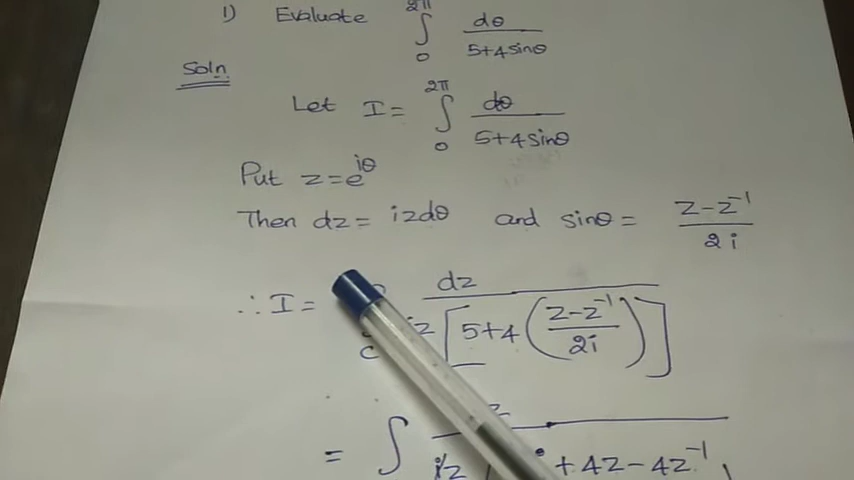 1) Evaluate ∫₀^2π dθ / 5+4sinθ
Soln
Let I = ∫₀^2π dθ / 5+4sinθ
Put z = e^iθ
Then dz = izdθ and sinθ = z-z⁻¹ / 2i
∴ I = dz / iz [5+4(z-z⁻¹ / 2i)]
c
= ∫ / iz +4z-4z⁻¹